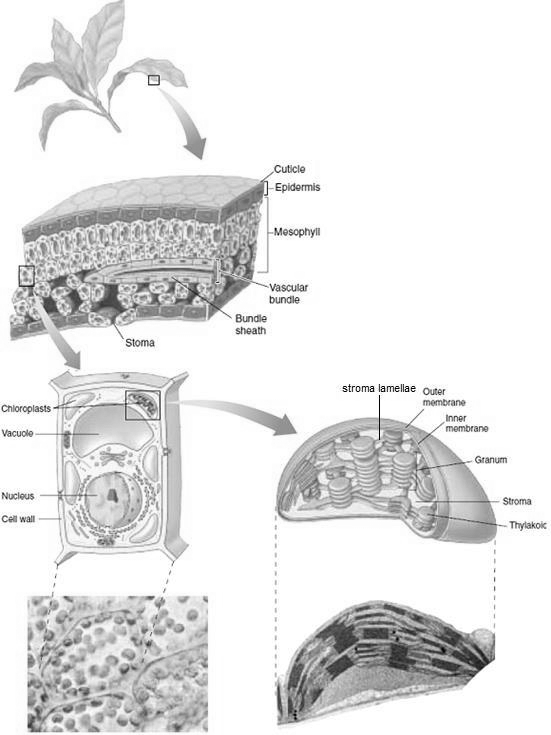 Cuticle
Epidermis
Mesophyll
Vascular
bundle
Bundle
sheath
Stoma
Chloroplasts
Vacuole
Nucleus
Cell wall
stroma lamellae
Outer
membrane
Inner
membrane
Granum
Stroma
Thylakoid